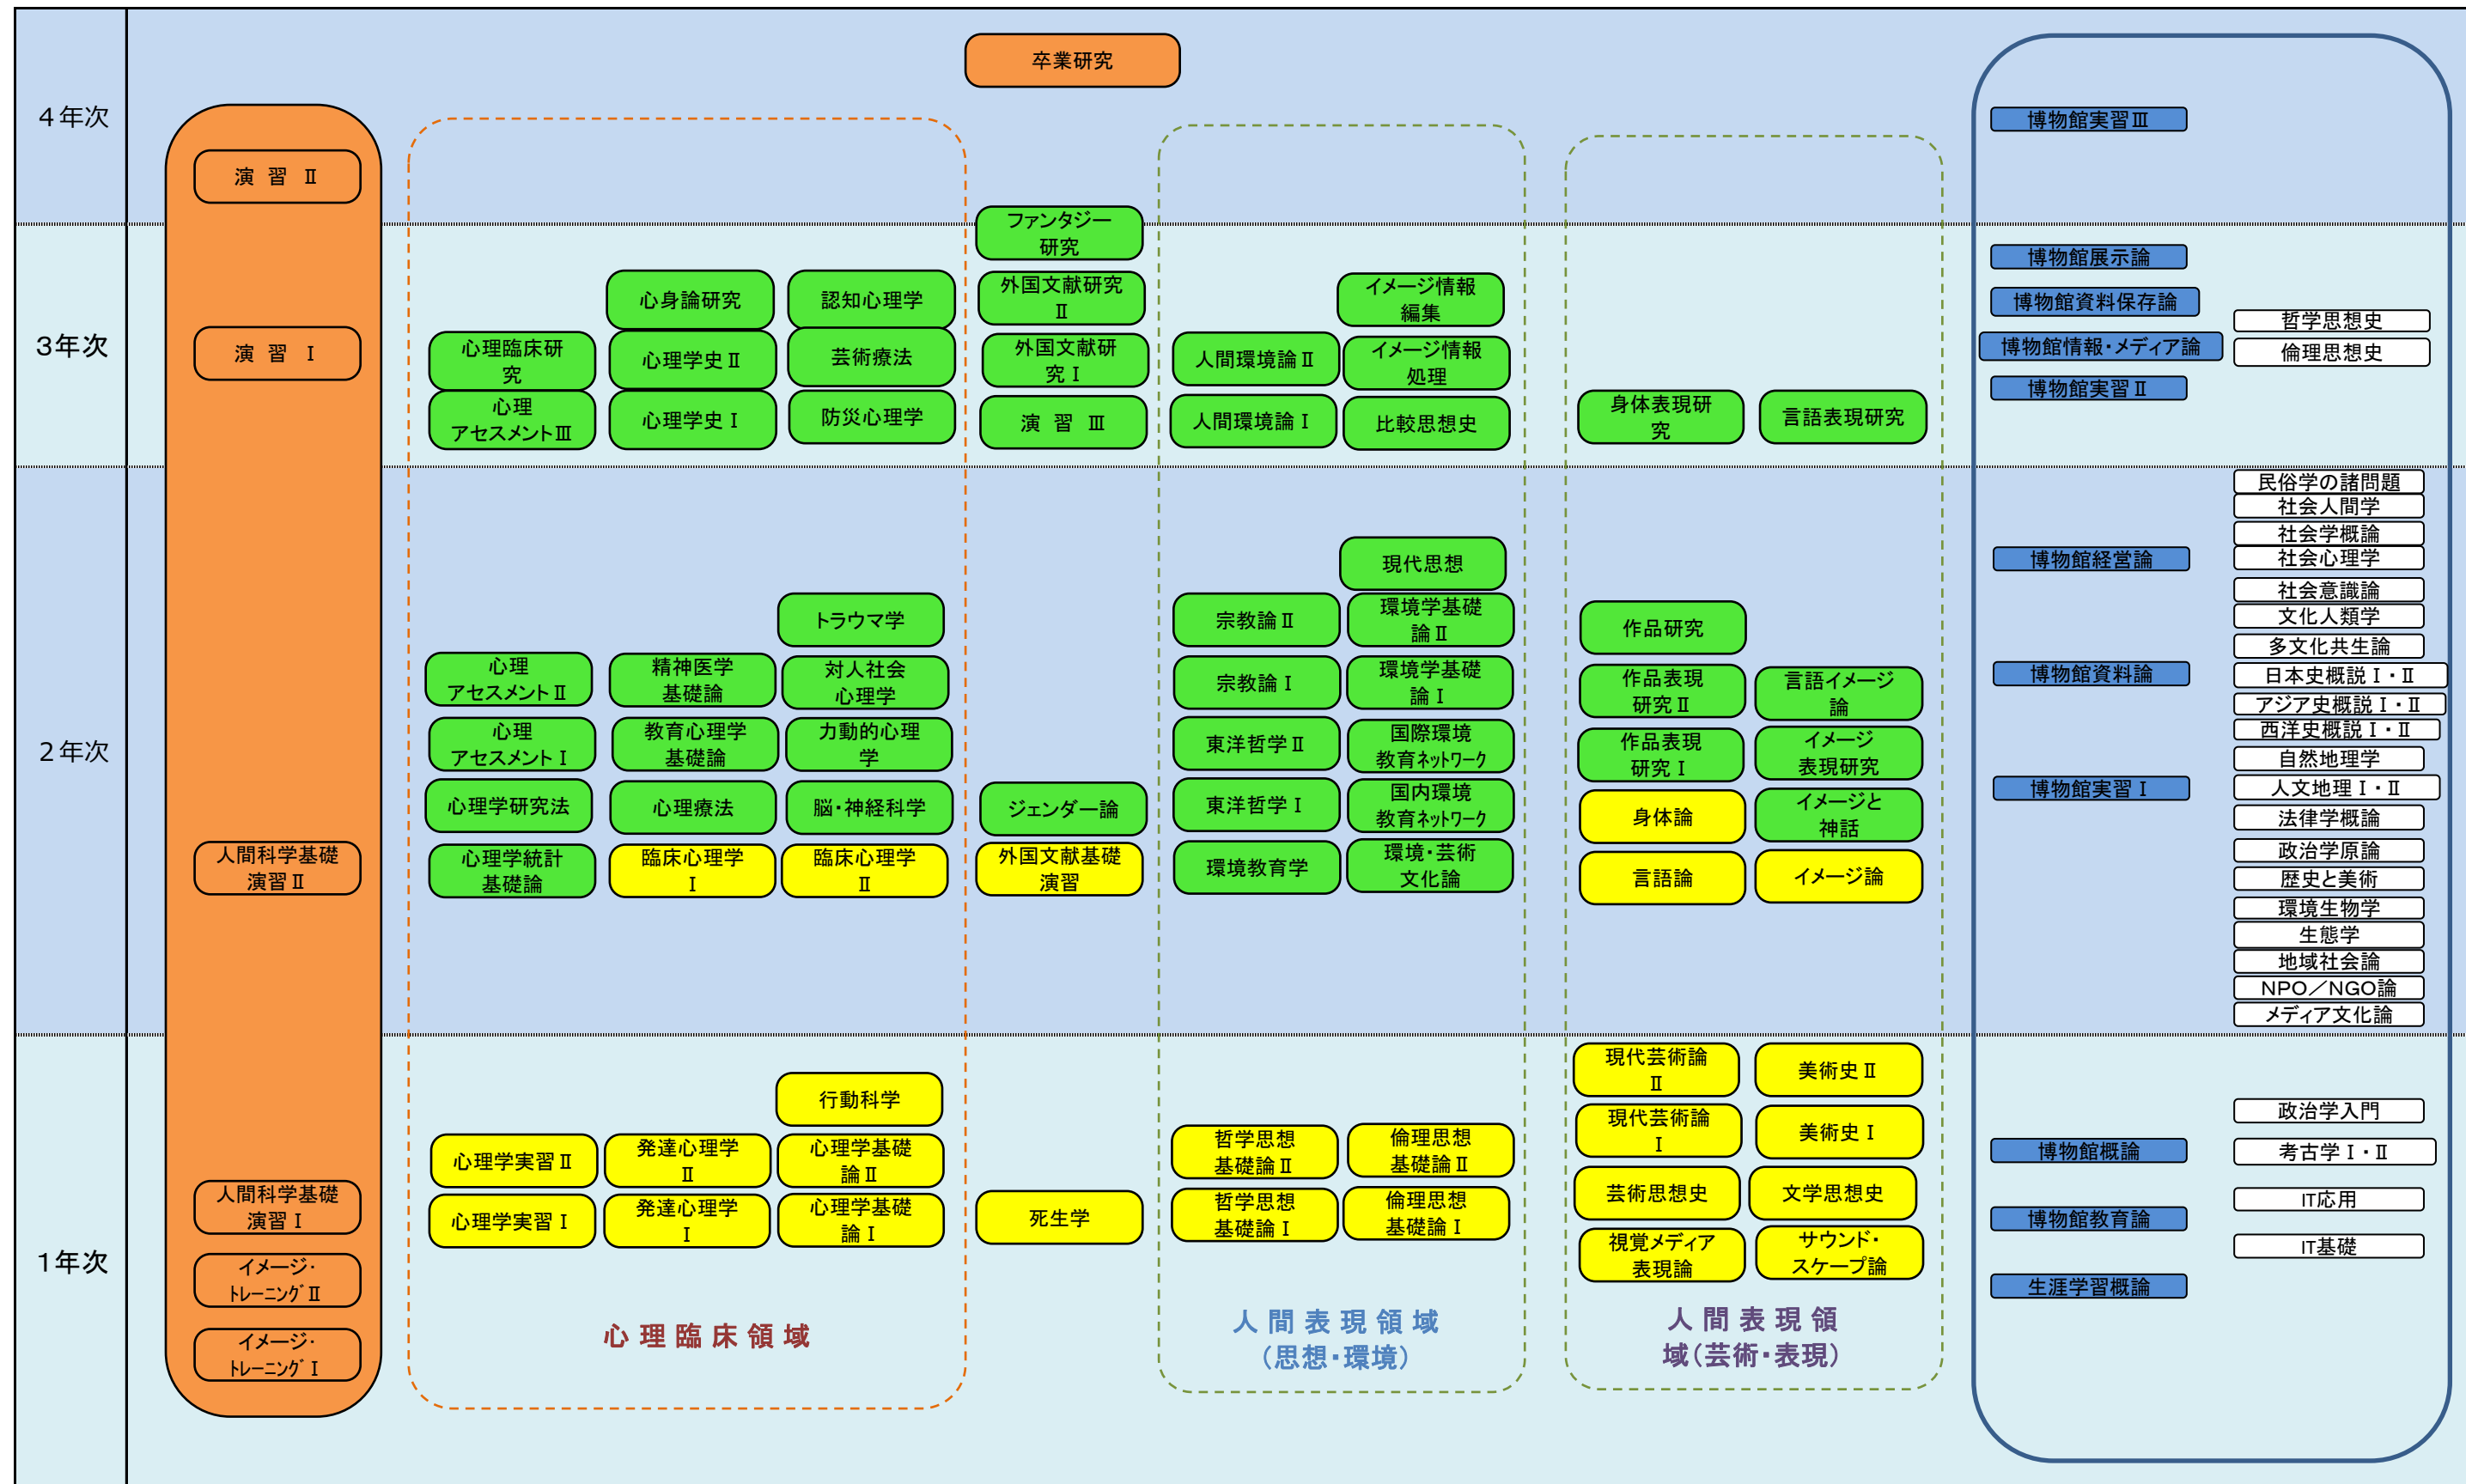 ４年次
卒業研究
演 習 Ⅱ
博物館実習Ⅲ
３年次
演 習 Ⅰ
心理臨床研
究
心理
アセスメントⅢ
心身論研究
心理学史Ⅱ
心理学史Ⅰ
認知心理学
芸術療法
防災心理学
ファンタジー
研究
外国文献研究
Ⅱ
外国文献研
究Ⅰ
演 習 Ⅲ
人間環境論Ⅱ
人間環境論Ⅰ
イメージ情報
編集
イメージ情報
処理
比較思想史
身体表現研
究
言語表現研究
博物館展示論
博物館資料保存論
博物館情報・メディア論
博物館実習Ⅱ
哲学思想史
倫理思想史
２年次
人間科学基礎
演習Ⅱ
心理
アセスメントⅡ
心理
アセスメントⅠ
心理学研究法
心理学統計
基礎論
精神医学
基礎論
教育心理学
基礎論
心理療法
臨床心理学
Ⅰ
トラウマ学
対人社会
心理学
力動的心理
学
脳・神経科学
臨床心理学
Ⅱ
ジェンダー論
外国文献基礎
演習
宗教論Ⅱ
宗教論Ⅰ
東洋哲学Ⅱ
東洋哲学Ⅰ
環境教育学
現代思想
環境学基礎
論Ⅱ
環境学基礎
論Ⅰ
国際環境
教育ﾈｯﾄﾜｰｸ
国内環境
教育ﾈｯﾄﾜｰｸ
環境・芸術
文化論
作品研究
作品表現
研究Ⅱ
作品表現
研究Ⅰ
身体論
言語論
言語イメージ
論
イメージ
表現研究
イメージと
神話
イメージ論
博物館経営論
博物館資料論
博物館実習Ⅰ
民俗学の諸問題
社会人間学
社会学概論
社会心理学
社会意識論
文化人類学
多文化共生論
日本史概説Ⅰ・Ⅱ
アジア史概説Ⅰ・Ⅱ
西洋史概説Ⅰ・Ⅱ
自然地理学
人文地理Ⅰ・Ⅱ
法律学概論
政治学原論
歴史と美術
環境生物学
生態学
地域社会論
NPO／NGO論
メディア文化論
１年次
人間科学基礎
演習Ⅰ
イメージ・
ﾄﾚｰﾆﾝｸﾞⅡ
イメージ・
ﾄﾚｰﾆﾝｸﾞⅠ
心理学実習Ⅱ
心理学実習Ⅰ
発達心理学
Ⅱ
発達心理学
Ⅰ
行動科学
心理学基礎
論Ⅱ
心理学基礎
論Ⅰ
心理臨床領域
死生学
哲学思想
基礎論Ⅱ
哲学思想
基礎論Ⅰ
倫理思想
基礎論Ⅱ
倫理思想
基礎論Ⅰ
人間表現領域
（思想・環境）
現代芸術論
Ⅱ
現代芸術論
Ⅰ
芸術思想史
視覚メディア
表現論
美術史Ⅱ
美術史Ⅰ
文学思想史
サウンド・
スケープ論
人間表現領
域（芸術・表現）
博物館概論
博物館教育論
生涯学習概論
政治学入門
考古学Ⅰ・Ⅱ
IT応用
IT基礎